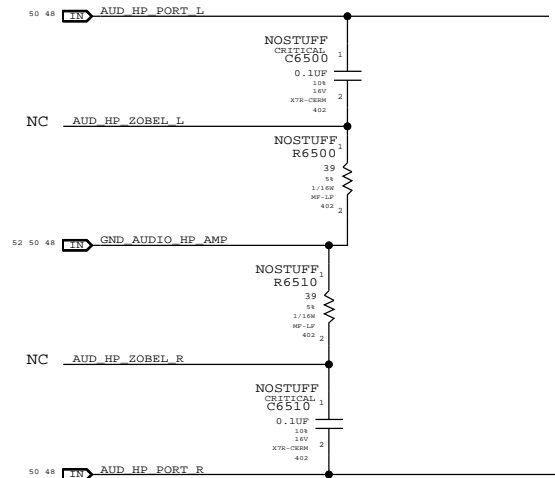 50 48 IN AUD_HP_PORT_L
NOSTUFF
CRITICAL 1
C6500
0.1UF
10%
16V
X7R-CERM 2
402
NC AUD_HP_ZOBEL_L
NOSTUFF 1
R6500
39
5%
1/16W
MF-LF
402 2
52 50 48 IN GND_AUDIO_HP_AMP
NOSTUFF 1
R6510
39
5%
1/16W
MF-LF
402 2
NC AUD_HP_ZOBEL_R
NOSTUFF
CRITICAL 1
C6510
0.1UF
10%
16V 2
X7R-CERM
402
50 48 IN AUD_HP_PORT_R